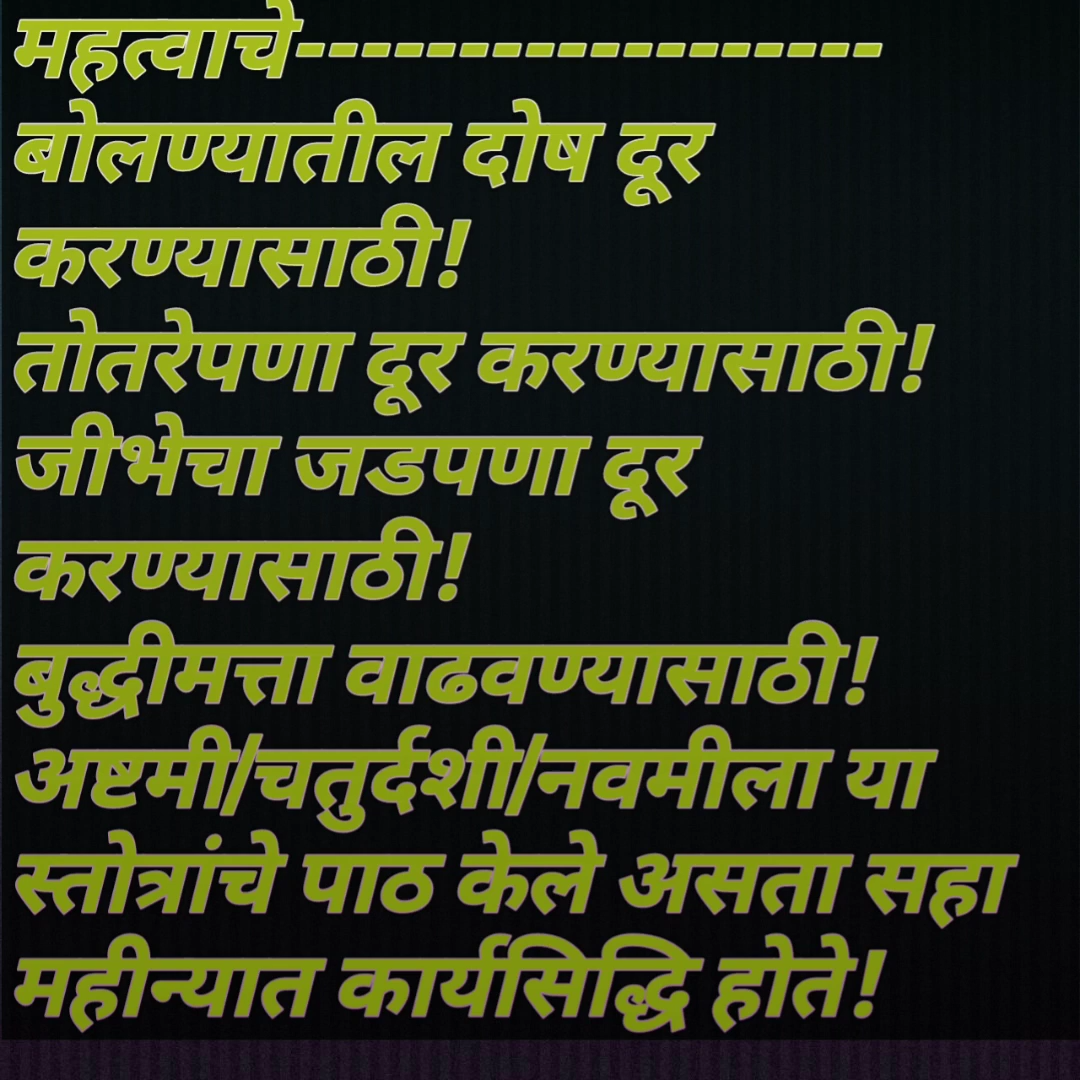 महत्वाचे-------------------
बोलण्यातील दोष दूर
करण्यासाठी!
तोतरेपणा दूर करण्यासाठी!
जीभेचा जडपणा दूर
करण्यासाठी!
बुद्धीमत्ता वाढवण्यासाठी!
अष्टमी/चतुर्दशी/नवमीला या
स्तोत्रांचे पाठ केले असता सहा
महीन्यात कार्यसिद्धि होते!